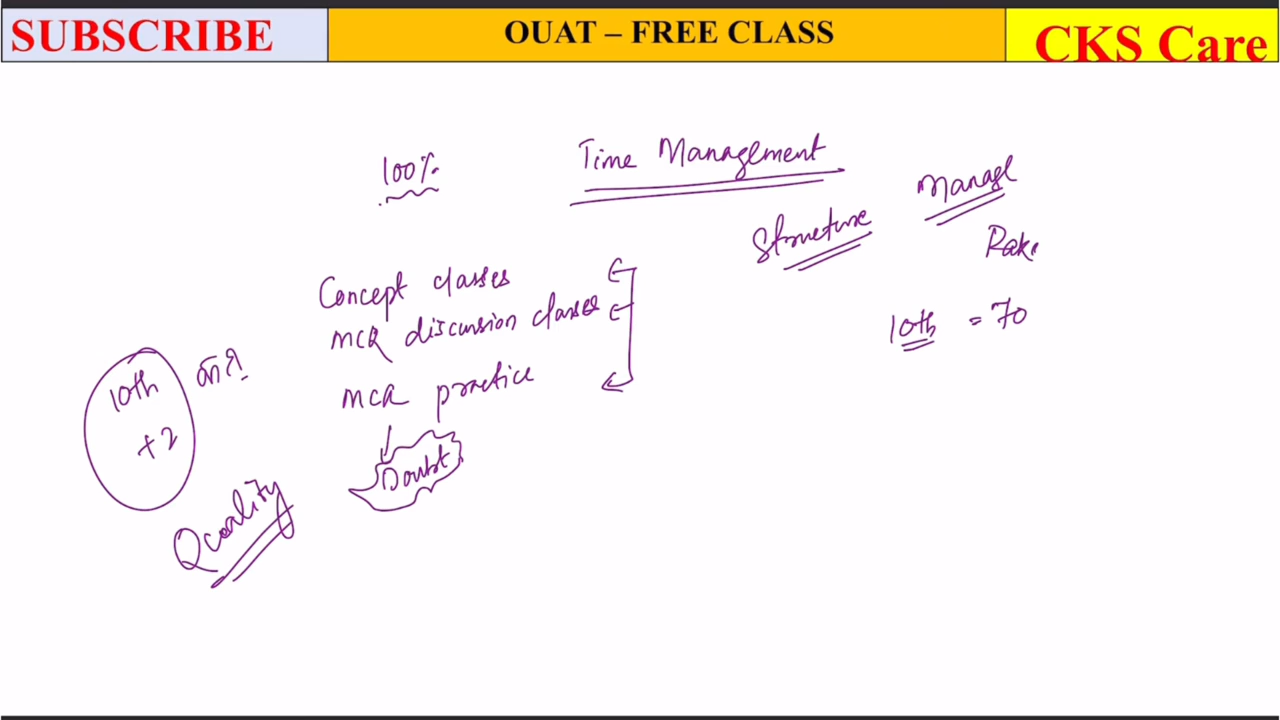 SUBSCRIBE
OUAT – FREE CLASS
CKS Care
100%
Time Management
Structure
Manage
10th = 70
Concept classes
MCQ discussion classes
MCQ practice
Doubt
10th
+2
Quality